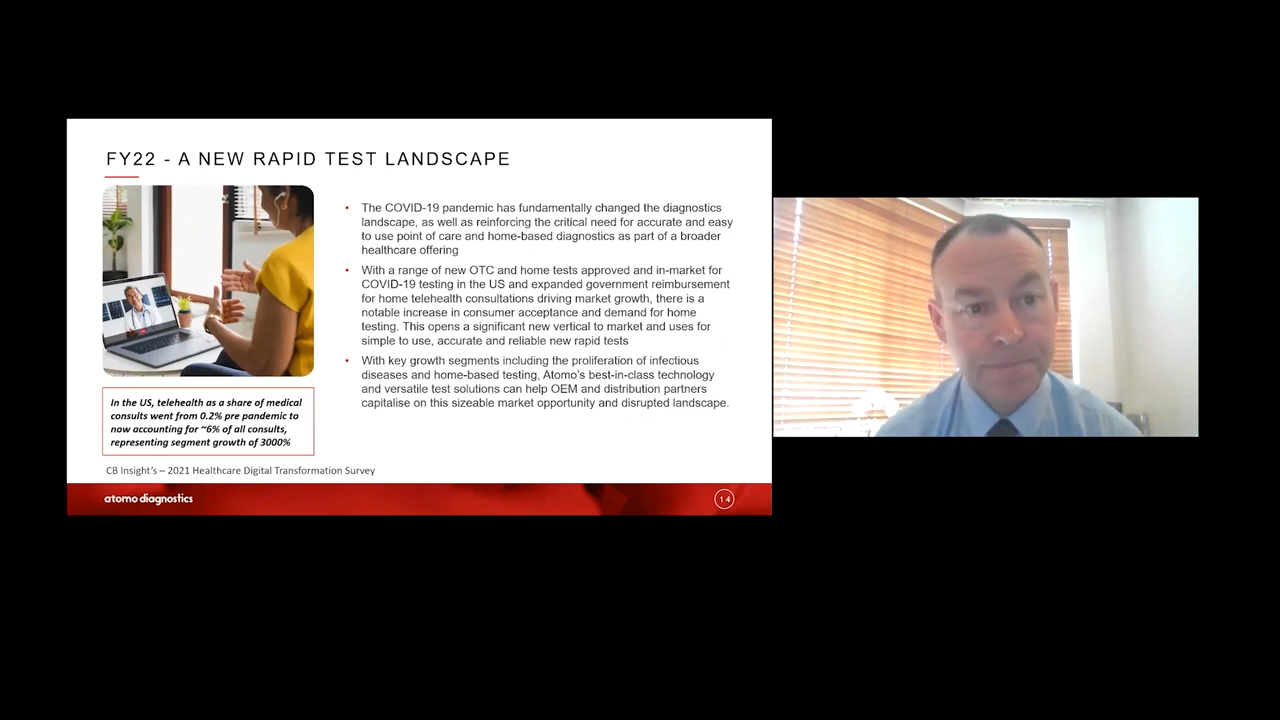 FY22 - A NEW RAPID TEST LANDSCAPE
• The COVID-19 pandemic has fundamentally changed the diagnostics
landscape, as well as reinforcing the critical need for accurate and easy
to use point of care and home-based diagnostics as part of a broader
healthcare offering
• With a range of new OTC and home tests approved and in-market for
COVID-19 testing in the US and expanded government reimbursement
for home telehealth consultations driving market growth, there is a
notable increase in consumer acceptance and demand for home
testing. This opens a significant new vertical to market and uses for
simple to use, accurate and reliable new rapid tests
• With key growth segments including the proliferation of infectious
diseases and home-based testing, Atomo's best-in-class technology
and versatile test solutions can help OEM and distribution partners
capitalise on this sizeable market opportunity and disrupted landscape.
In the US, telehealth as a share of medical
consults went from 0.2% pre pandemic to
now accounting for ~6% of all consults,
representing segment growth of 3000%
CB Insight's – 2021 Healthcare Digital Transformation Survey
atomo diagnostics
14